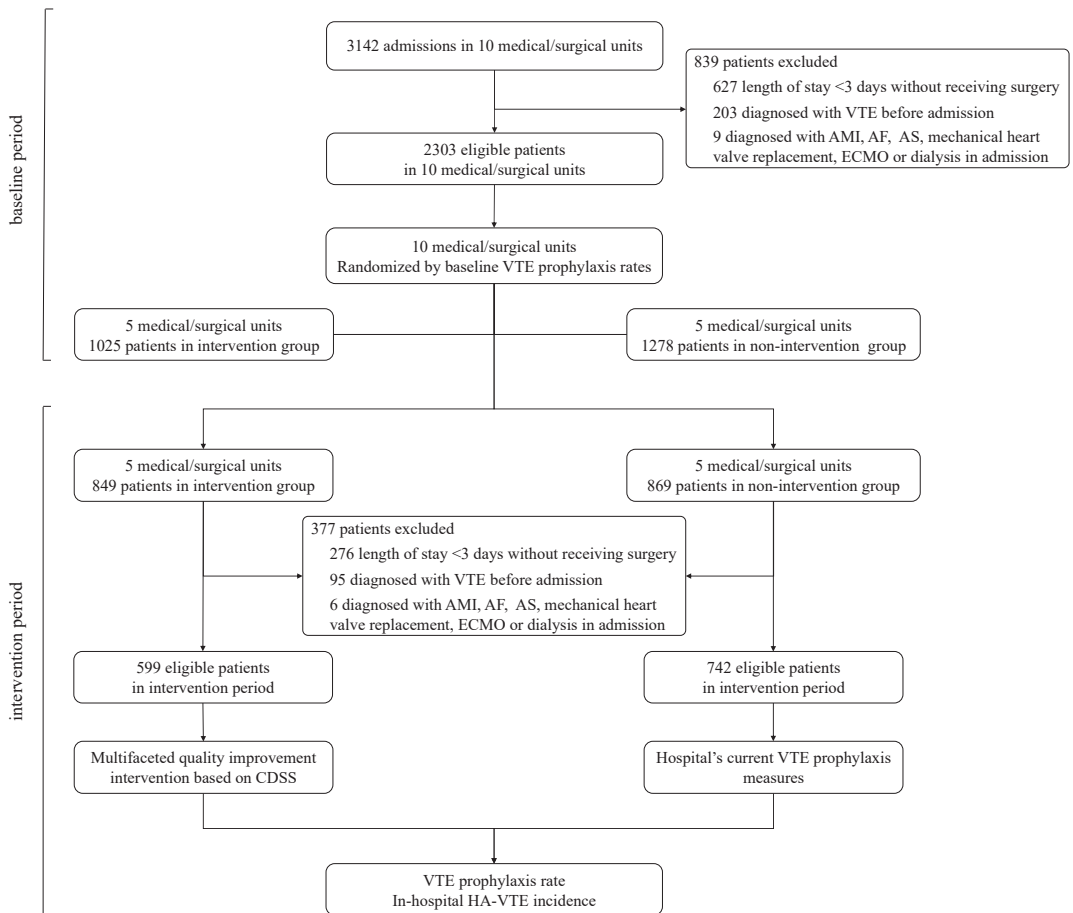 baseline period
3142 admissions in 10 medical/surgical units
839 patients excluded
627 length of stay <3 days without receiving surgery
203 diagnosed with VTE before admission
9 diagnosed with AMI, AF, AS, mechanical heart
valve replacement, ECMO or dialysis in admission
2303 eligible patients
in 10 medical/surgical units
10 medical/surgical units
Randomized by baseline VTE prophylaxis rates
5 medical/surgical units
1025 patients in intervention group
5 medical/surgical units
1278 patients in non-intervention group
intervention period
5 medical/surgical units
849 patients in intervention group
5 medical/surgical units
869 patients in non-intervention group
377 patients excluded
276 length of stay <3 days without receiving surgery
95 diagnosed with VTE before admission
6 diagnosed with AMI, AF, AS, mechanical heart
valve replacement, ECMO or dialysis in admission
599 eligible patients
in intervention period
742 eligible patients
in intervention period
Multifaceted quality improvement
intervention based on CDSS
Hospital's current VTE prophylaxis
measures
VTE prophylaxis rate
In-hospital HA-VTE incidence